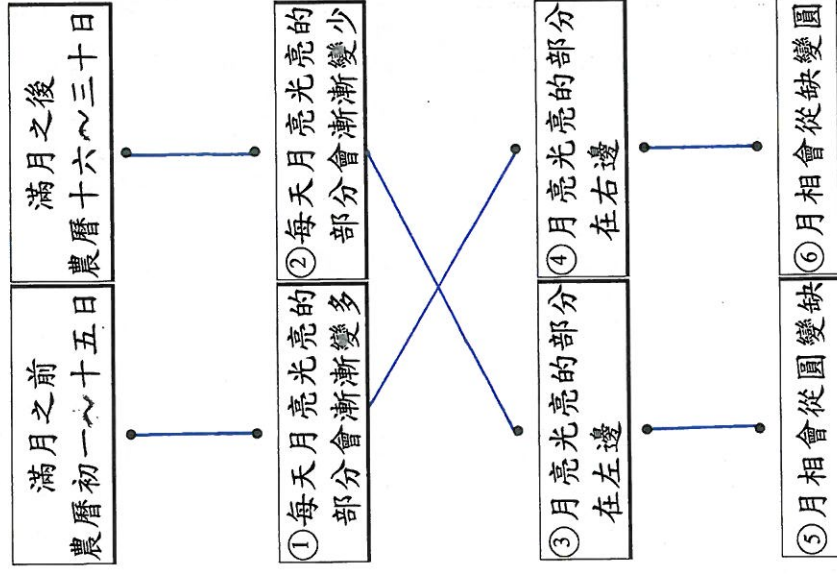 滿月之前
農曆初一~十五日
滿月之後
農曆十六~三十日
①每天月亮光亮的
部分會漸漸變多
②每天月亮光亮的
部分會漸漸變少
③月亮光亮的部分
在左邊
④月亮光亮的部分
在右邊
⑤月相會從圓變缺
⑥月相會從缺變圓